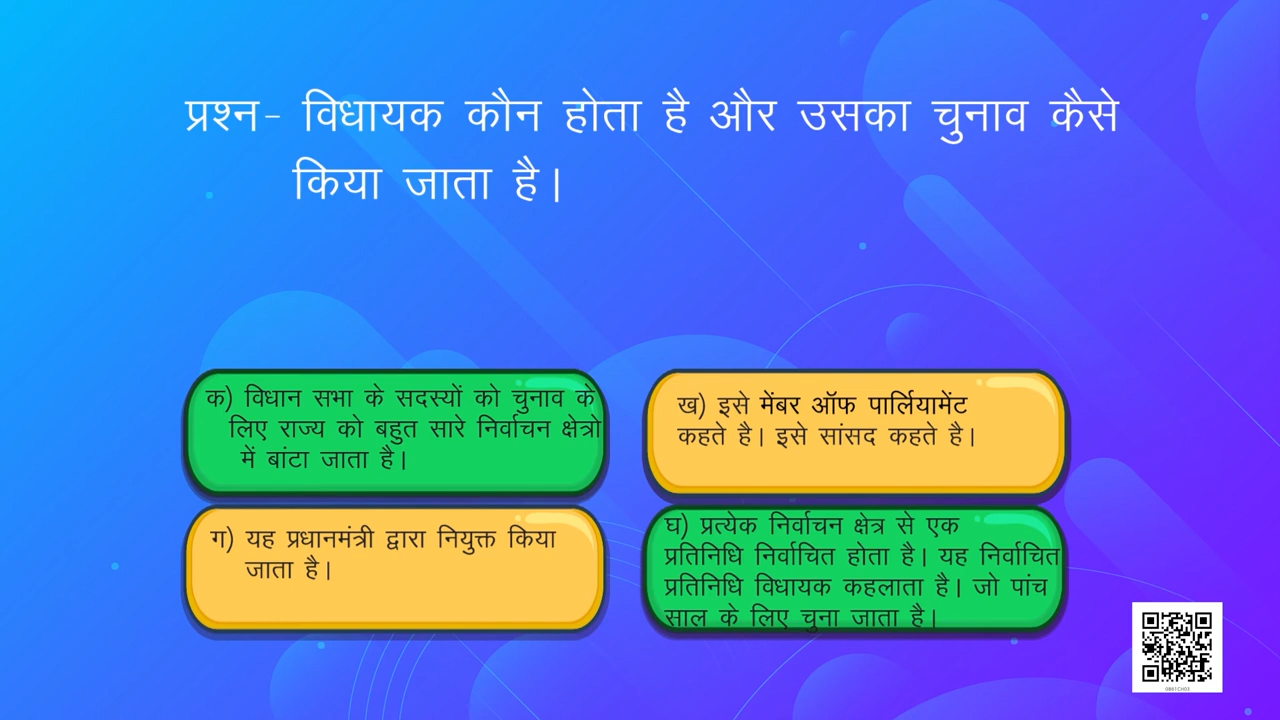 प्रश्न- विधायक कौन होता है और उसका चुनाव कैसे
किया जाता है।
क) विधान सभा के सदस्यों को चुनाव के
लिए राज्य को बहुत सारे निर्वाचन क्षेत्रो
में बांटा जाता है।
ख) इसे मेंबर ऑफ पार्लियामेंट
कहते है। इसे सांसद कहते है।
ग) यह प्रधानमंत्री द्वारा नियुक्त किया
जाता है।
घ) प्रत्येक निर्वाचन क्षेत्र से एक
प्रतिनिधि निर्वाचित होता है। यह निर्वाचित
प्रतिनिधि विधायक कहलाता है। जो पांच
साल के लिए चुना जाता है।
0861CH03